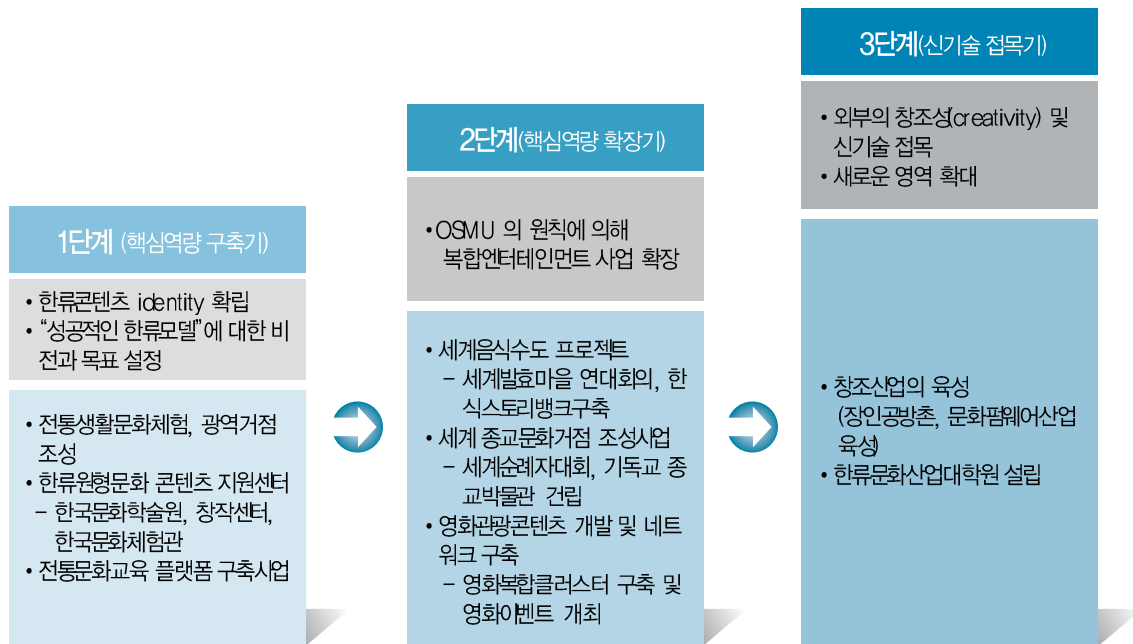 1단계 (핵심역량 구축기)
• 한류콘텐츠 identity 확립
• “성공적인 한류모델”에 대한 비
전과 목표 설정
• 전통생활문화체험, 광역거점
조성
• 한류원형문화 콘텐츠 지원센터
– 한국문화학술원, 창작센터,
한국문화체험관
• 전통문화교육 플랫폼 구축사업
2단계(핵심역량 확장기)
• OSMU 의 원칙에 의해
복합엔터테인먼트 사업 확장
• 세계음식수도 프로젝트
– 세계발효마을 연대회의, 한
식스토리뱅크구축
• 세계 종교문화거점 조성사업
– 세계순례자대회, 기독교 종
교박물관 건립
• 영화관광콘텐츠 개발 및 네트
워크 구축
– 영화복합클러스터 구축 및
영화이벤트 개최
3단계(신기술 접목기)
• 외부의 창조성(creativity) 및
신기술 접목
• 새로운 영역 확대
• 창조산업의 육성
(장인공방촌, 문화펌웨어산업
육성)
• 한류문화산업대학원 설립